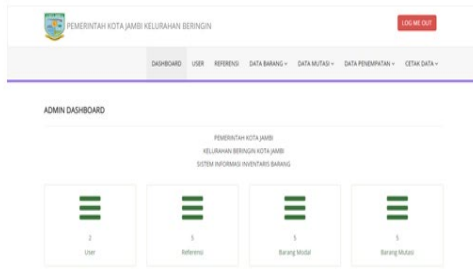 PEMERINTAH KOTA JAMBI KELURAHAN BERINGIN
LOG ME OUT
DASHBOARD USER REFERENSI DATA BARANG DATA MUTASI DATA PENEMPATAN CETAK DATA
ADMIN DASHBOARD
PEMERINTAH KOTA JAMBI
KELURAHAN BERINGIN KOTA JAMBI
SISTEM INFORMASI INVENTARIS BARANG
2 5 5 5
User Referensi Barang Modal Barang Mutasi